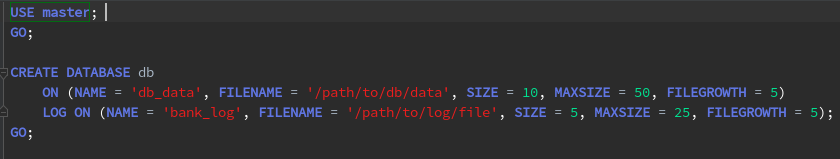 USE master;
GO;
CREATE DATABASE db
ON (NAME = 'db_data', FILENAME = '/path/to/db/data', SIZE = 10, MAXSIZE = 50, FILEGROWTH = 5)
LOG ON (NAME = 'bank_log', FILENAME = '/path/to/log/file', SIZE = 5, MAXSIZE = 25, FILEGROWTH = 5);
GO;